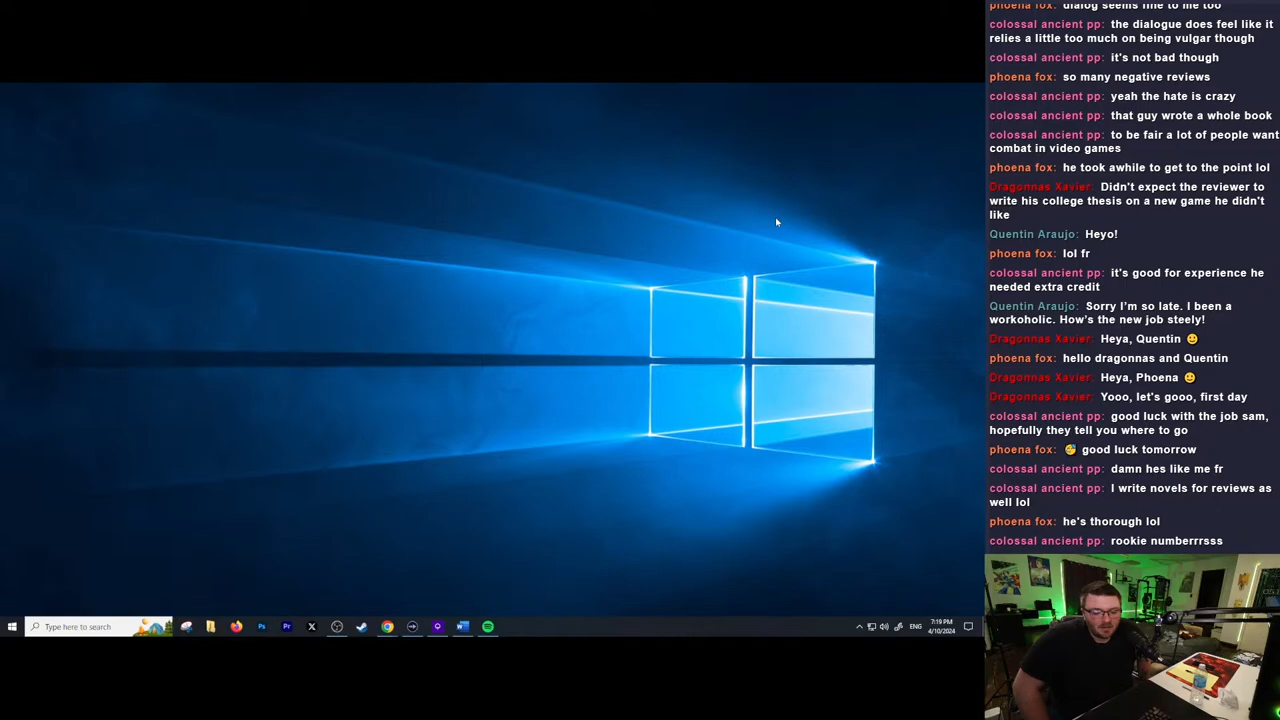 phoena fox: dialog seems fine to me too
colossal ancient pp: the dialogue does feel like it
relies a little too much on being vulgar though
colossal ancient pp: it's not bad though
phoena fox: so many negative reviews
colossal ancient pp: yeah the hate is crazy
colossal ancient pp: that guy wrote a whole book
colossal ancient pp: to be fair a lot of people want
combat in video games
phoena fox: he took awhile to get to the point lol
Dragonnas Xavier: Didn't expect the reviewer to
write his college thesis on a new game he didn't
like
Quentin Araujo: Heyo!
phoena fox: lol fr
colossal ancient pp: it's good for experience he
needed extra credit
Quentin Araujo: Sorry I'm so late. I been a
workoholic. How's the new job steely!
Dragonnas Xavier: Heya, Quentin 🙂
phoena fox: hello dragonnas and Quentin
Dragonnas Xavier: Heya, Phoena 🙂
Dragonnas Xavier: Yooo, let's gooo, first day
colossal ancient pp: good luck with the job sam,
hopefully they tell you where to go
phoena fox: 😅 good luck tomorrow
colossal ancient pp: damn hes like me fr
colossal ancient pp: I write novels for reviews as
well lol
phoena fox: he's thorough lol
colossal ancient pp: rookie numberrrsss
Type here to search
ENG
7:19 PM
4/10/2024